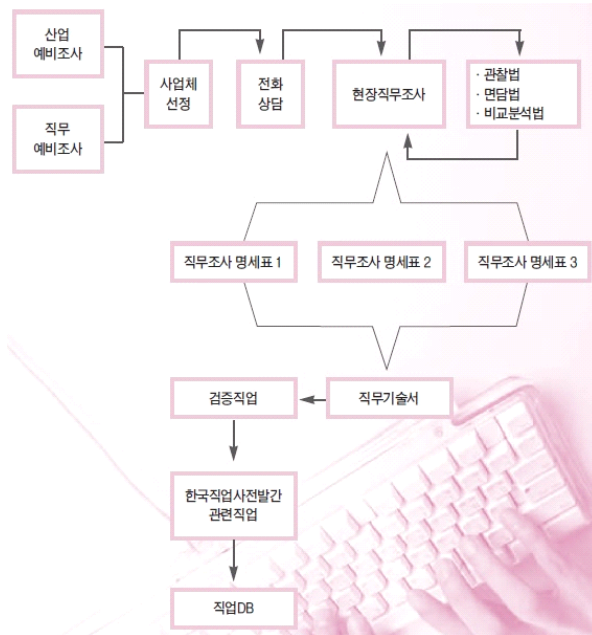 산업
예비조사
직무
예비조사
사업체
선정
전화
상담
현장직무조사
· 관찰법
· 면담법
· 비교분석법
직무조사 명세표 1
직무조사 명세표 2
직무조사 명세표 3
검증직업
직무기술서
한국직업사전발간
관련직업
직업DB